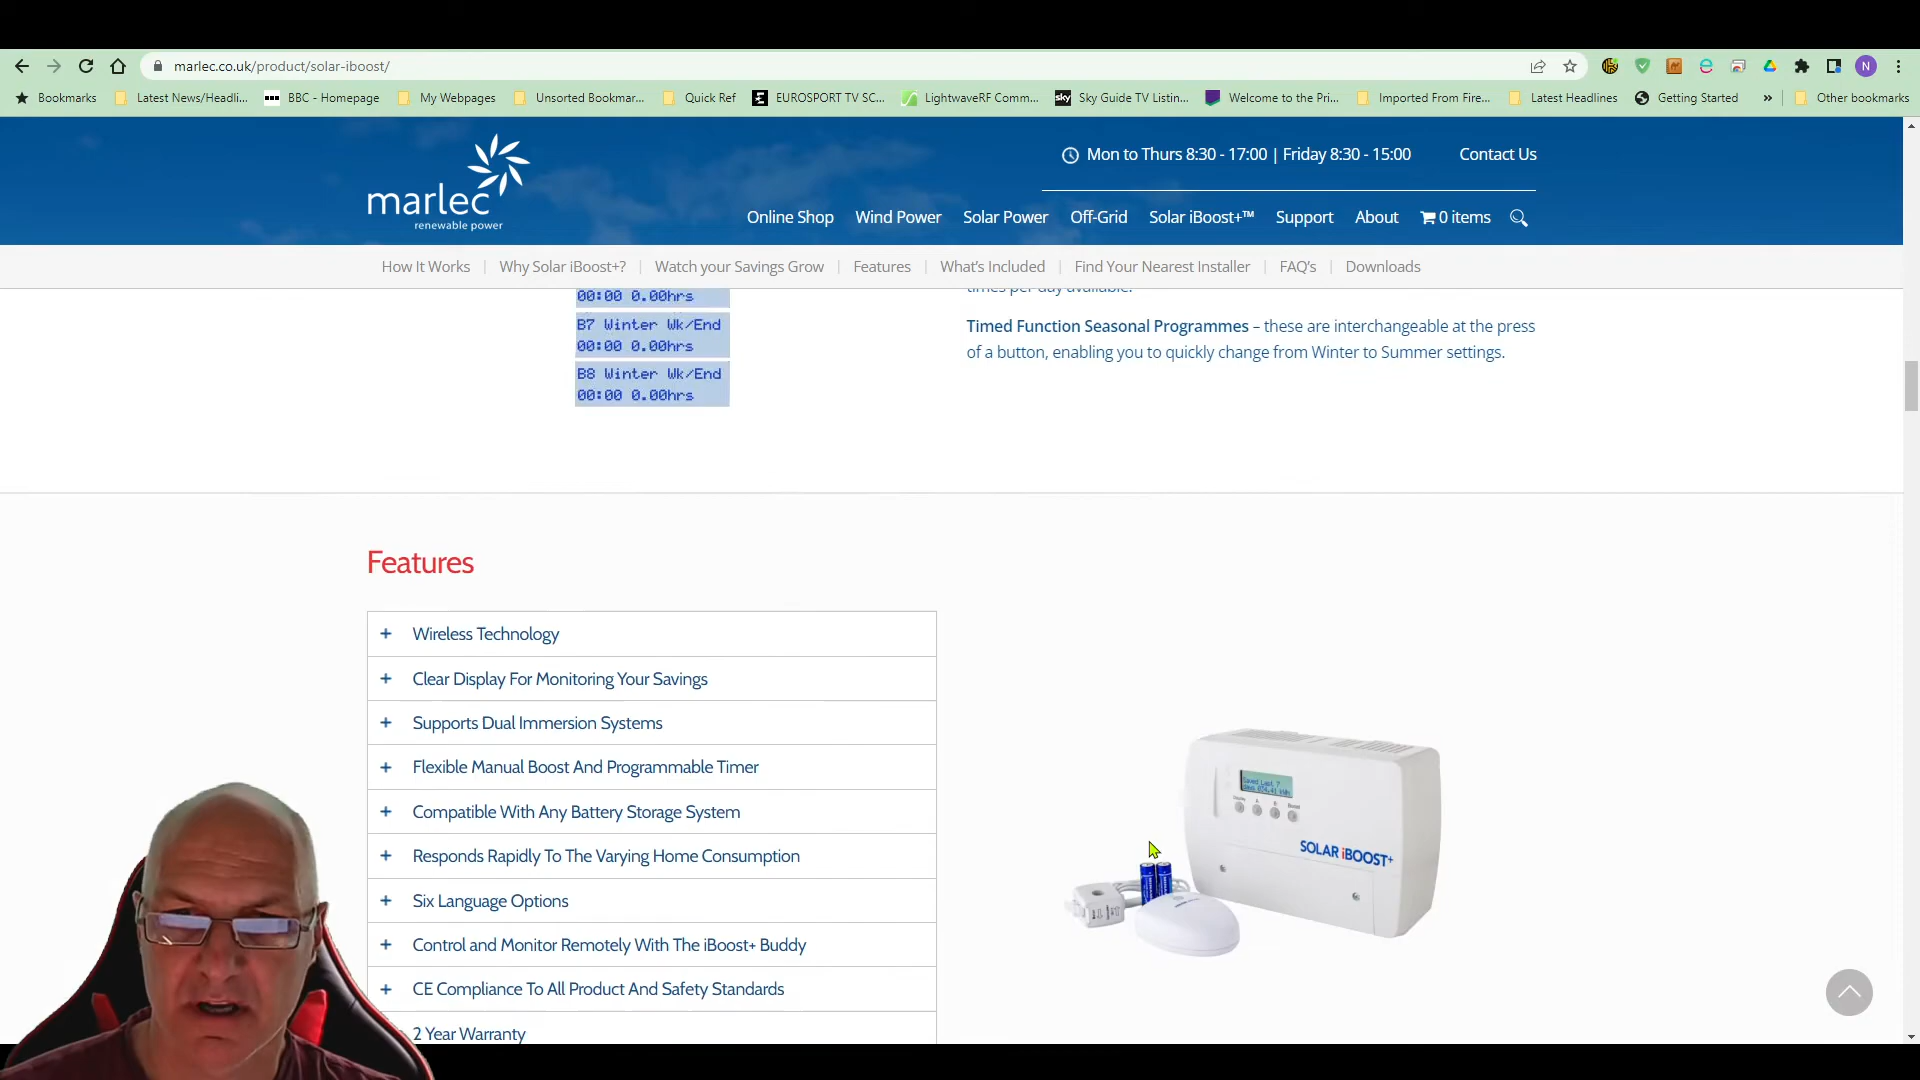 marlec.co.uk/product/solar-iboost/
N
Bookmarks
Latest News/Headli...
BBC - Homepage
My Webpages
Unsorted Bookmar...
Quick Ref
EUROSPORT TV SC...
LightwaveRF Comm...
sky
Sky Guide TV Listin...
Welcome to the Pri...
Imported From Fire...
Latest Headlines
Getting Started
»
Other bookmarks
marlec
renewable power
Mon to Thurs 8:30 - 17:00 | Friday 8:30 - 15:00
Contact Us
Online Shop
Wind Power
Solar Power
Off-Grid
Solar iBoost+™
Support
About
0 items
How It Works
Why Solar iBoost+?
Watch your Savings Grow
Features
What's Included
Find Your Nearest Installer
FAQ's
Downloads
00:00 0.00hrs
B7 Winter Wk/End
00:00 0.00hrs
B8 Winter Wk/End
00:00 0.00hrs
times per day available.
Timed Function Seasonal Programmes – these are interchangeable at the press
of a button, enabling you to quickly change from Winter to Summer settings.
Features
+ Wireless Technology
+ Clear Display For Monitoring Your Savings
+ Supports Dual Immersion Systems
+ Flexible Manual Boost And Programmable Timer
+ Compatible With Any Battery Storage System
+ Responds Rapidly To The Varying Home Consumption
+ Six Language Options
+ Control and Monitor Remotely With The iBoost+ Buddy
+ CE Compliance To All Product And Safety Standards
2 Year Warranty
Saved Last 7
Display A B Boost
SOLAR iBOOST+